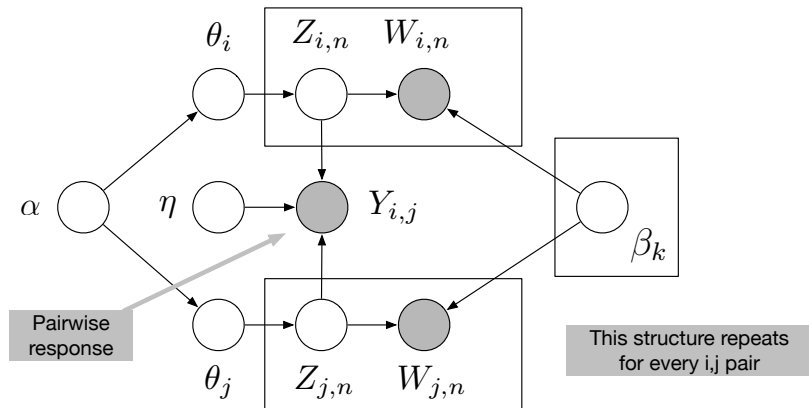 θ_i
Z_{i,n}
W_{i,n}
α
η
Y_{i,j}
β_k
Pairwise
response
This structure repeats
for every i,j pair
θ_j
Z_{j,n}
W_{j,n}